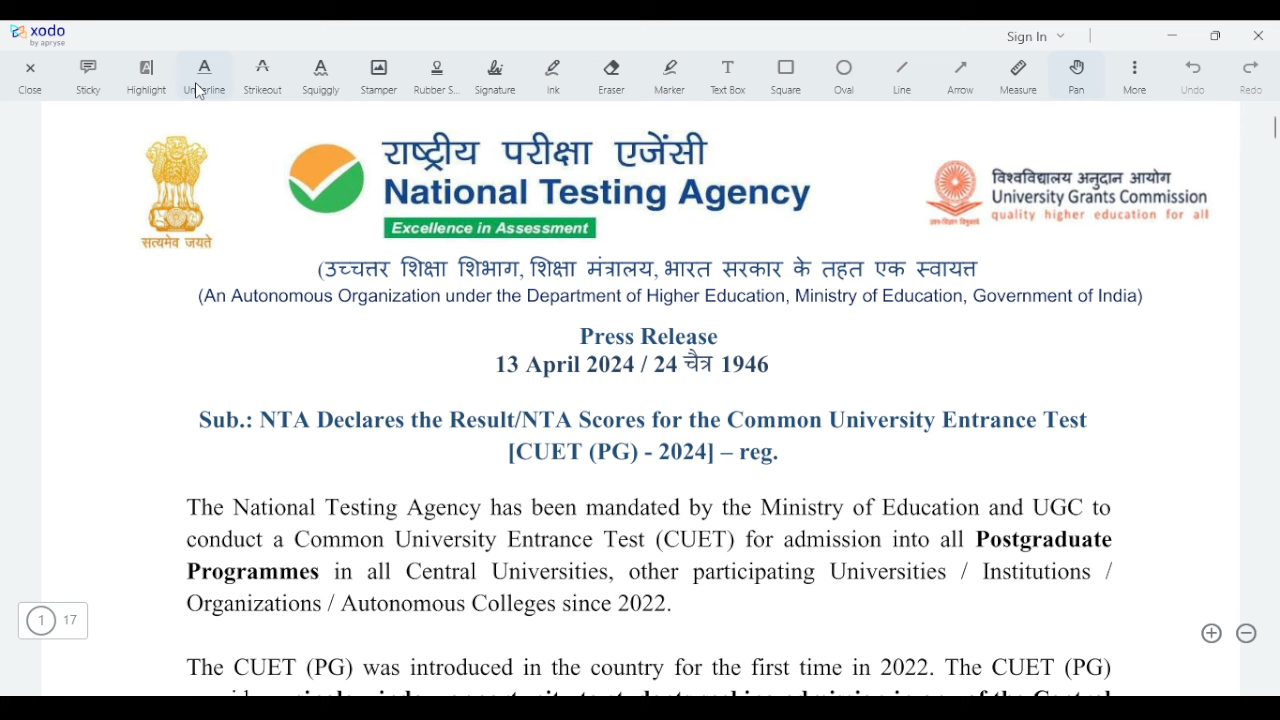 xodo
by apryse
Sign In
Close Sticky Highlight Underline Strikeout Squiggly Stamper Rubber S... Signature Ink Eraser Marker Text Box Square Oval Line Arrow Measure Pan More Undo Redo
सत्यमेव जयते
राष्ट्रीय परीक्षा एजेंसी
National Testing Agency
Excellence in Assessment
विश्वविद्यालय अनुदान आयोग
University Grants Commission
quality higher education for all
(उच्चत्तर शिक्षा शिभाग, शिक्षा मंत्रालय, भारत सरकार के तहत एक स्वायत्त
(An Autonomous Organization under the Department of Higher Education, Ministry of Education, Government of India)
Press Release
13 April 2024 / 24 चैत्र 1946
Sub.: NTA Declares the Result/NTA Scores for the Common University Entrance Test
[CUET (PG) - 2024] – reg.
The National Testing Agency has been mandated by the Ministry of Education and UGC to
conduct a Common University Entrance Test (CUET) for admission into all Postgraduate
Programmes in all Central Universities, other participating Universities / Institutions /
Organizations / Autonomous Colleges since 2022.
1 17
The CUET (PG) was introduced in the country for the first time in 2022. The CUET (PG)